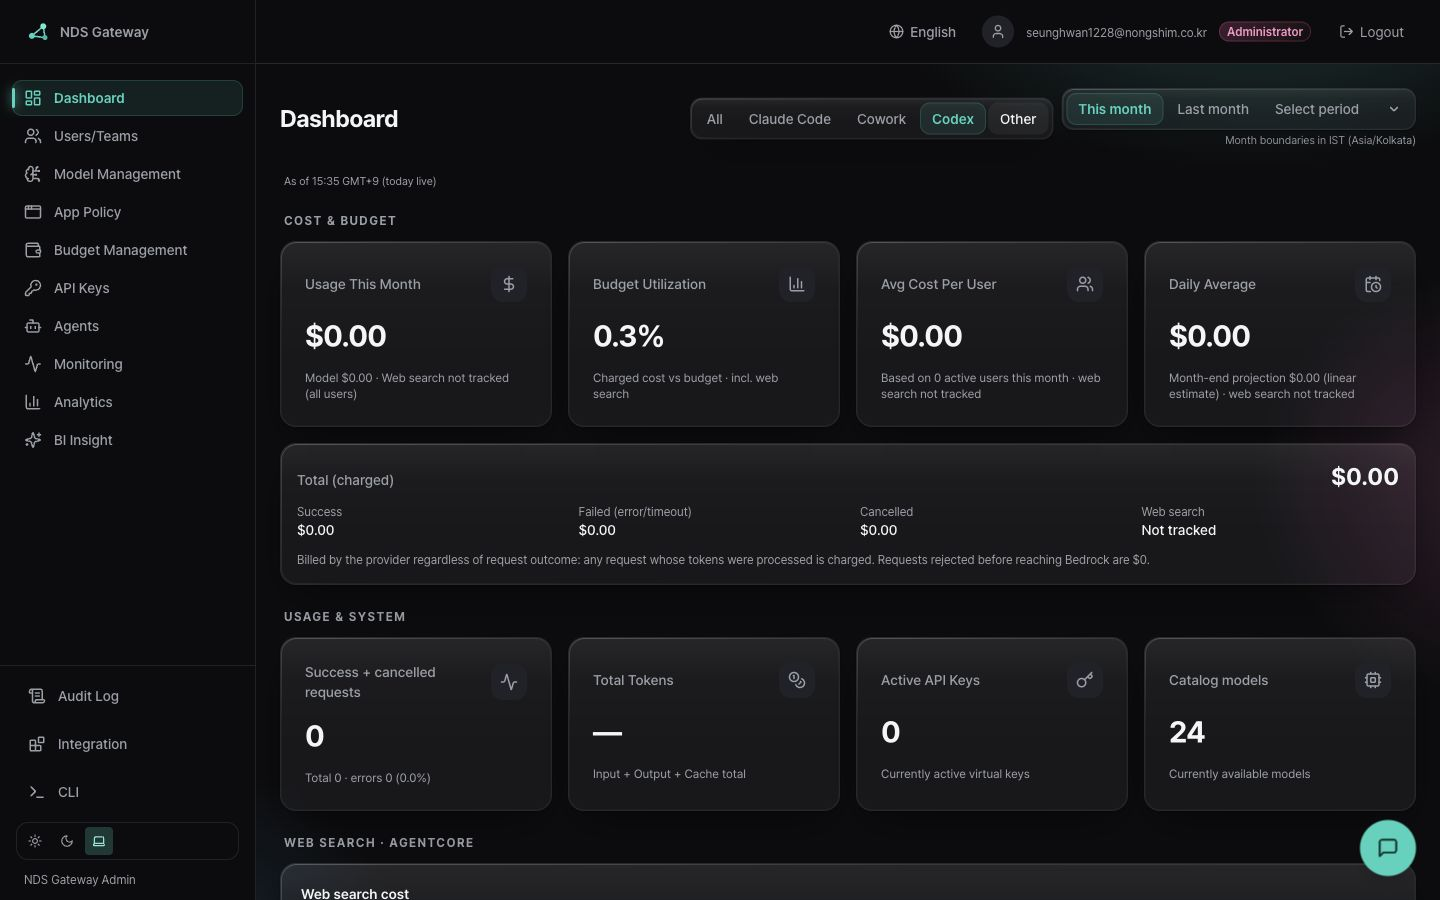 NDS Gateway
English
seunghwan1228@nongshim.co.kr
Administrator
Logout
Dashboard
Users/Teams
Model Management
App Policy
Budget Management
API Keys
Agents
Monitoring
Analytics
BI Insight
Audit Log
Integration
CLI
NDS Gateway Admin
Dashboard
All
Claude Code
Cowork
Codex
Other
This month
Last month
Select period
Month boundaries in IST (Asia/Kolkata)
As of 15:35 GMT+9 (today live)
COST & BUDGET
Usage This Month
$0.00
Model $0.00 · Web search not tracked
(all users)
Budget Utilization
0.3%
Charged cost vs budget · incl. web
search
Avg Cost Per User
$0.00
Based on 0 active users this month · web
search not tracked
Daily Average
$0.00
Month-end projection $0.00 (linear
estimate) · web search not tracked
Total (charged)
$0.00
Success
$0.00
Failed (error/timeout)
$0.00
Cancelled
$0.00
Web search
Not tracked
Billed by the provider regardless of request outcome: any request whose tokens were processed is charged. Requests rejected before reaching Bedrock are $0.
USAGE & SYSTEM
Success + cancelled
requests
0
Total 0 · errors 0 (0.0%)
Total Tokens
—
Input + Output + Cache total
Active API Keys
0
Currently active virtual keys
Catalog models
24
Currently available models
WEB SEARCH · AGENTCORE
Web search cost